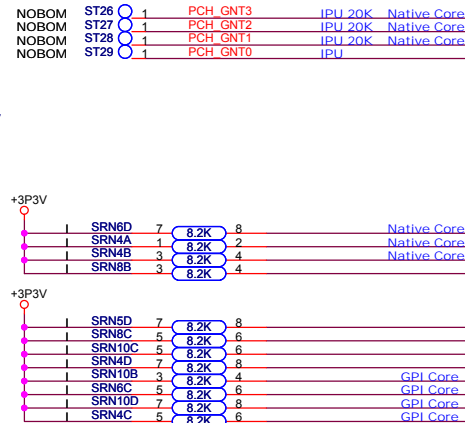 NOBOM ST26 1 PCH_GNT3 IPU 20K Native Core
NOBOM ST27 1 PCH_GNT2 IPU 20K Native Core
NOBOM ST28 1 PCH_GNT1 IPU 20K Native Core
NOBOM ST29 1 PCH_GNT0 IPU
+3P3V
SRN6D 7 8.2K 8 Native Core
SRN4A 1 8.2K 2 Native Core
SRN4B 3 8.2K 4 Native Core
SRN8B 3 8.2K 4
+3P3V
SRN5D 7 8.2K 8
SRN8C 5 8.2K 6
SRN10C 5 8.2K 6
SRN4D 7 8.2K 8
SRN10B 3 8.2K 4 GPI Core
SRN6C 5 8.2K 6 GPI Core
SRN10D 7 8.2K 8 GPI Core
SRN4C 5 8.2K 6 GPI Core